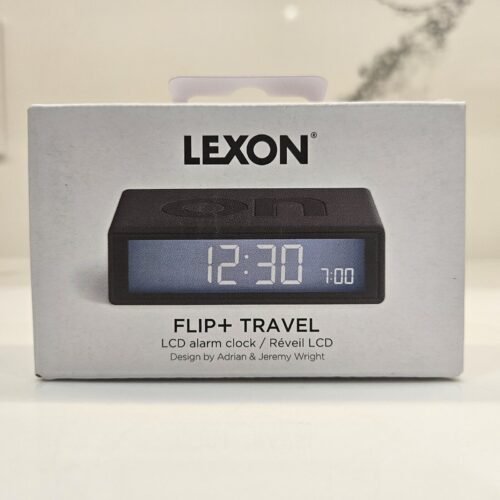 LEXON®
on
12:30
7:00
FLIP+ TRAVEL
LCD alarm clock / Réveil LCD
Design by Adrian & Jeremy Wright